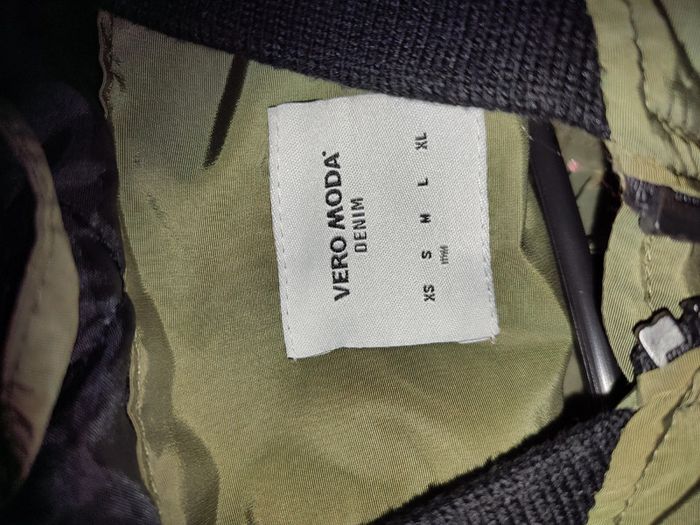 VERO MODA
DENIM
XS S M L XL